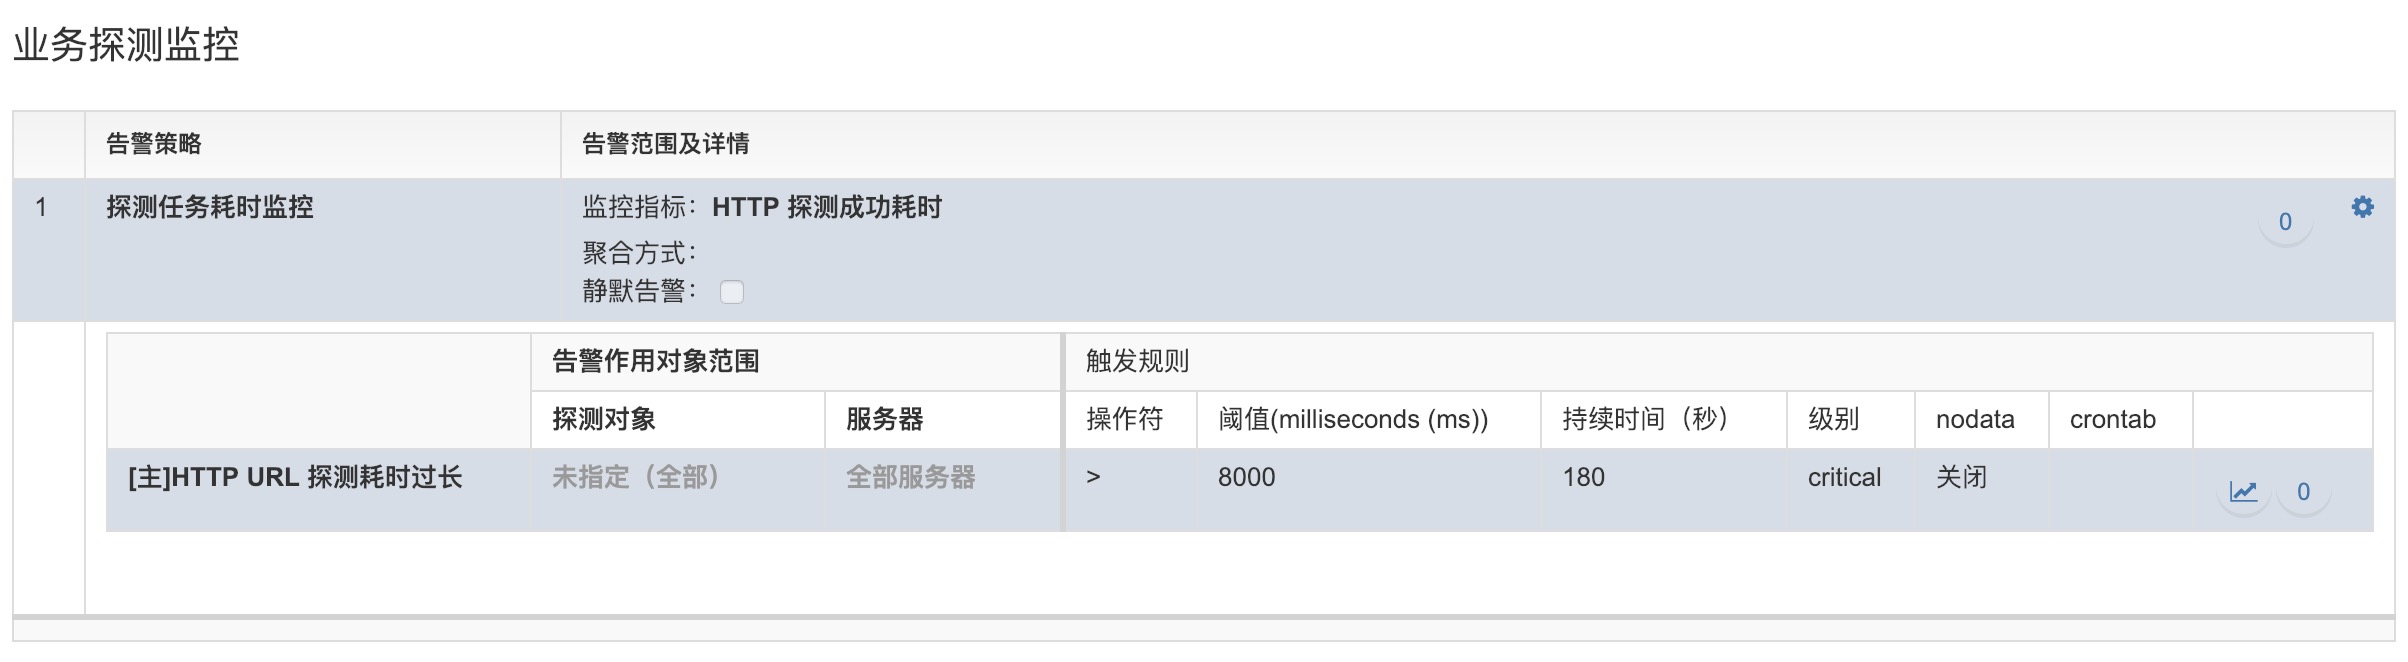 业务探测监控
告警策略 告警范围及详情
1 探测任务耗时监控 监控指标：HTTP 探测成功耗时 0
聚合方式：
静默告警：
告警作用对象范围 触发规则
探测对象 服务器 操作符 阈值(milliseconds (ms)) 持续时间（秒） 级别 nodata crontab
[主]HTTP URL 探测耗时过长 未指定（全部） 全部服务器 > 8000 180 critical 关闭 0